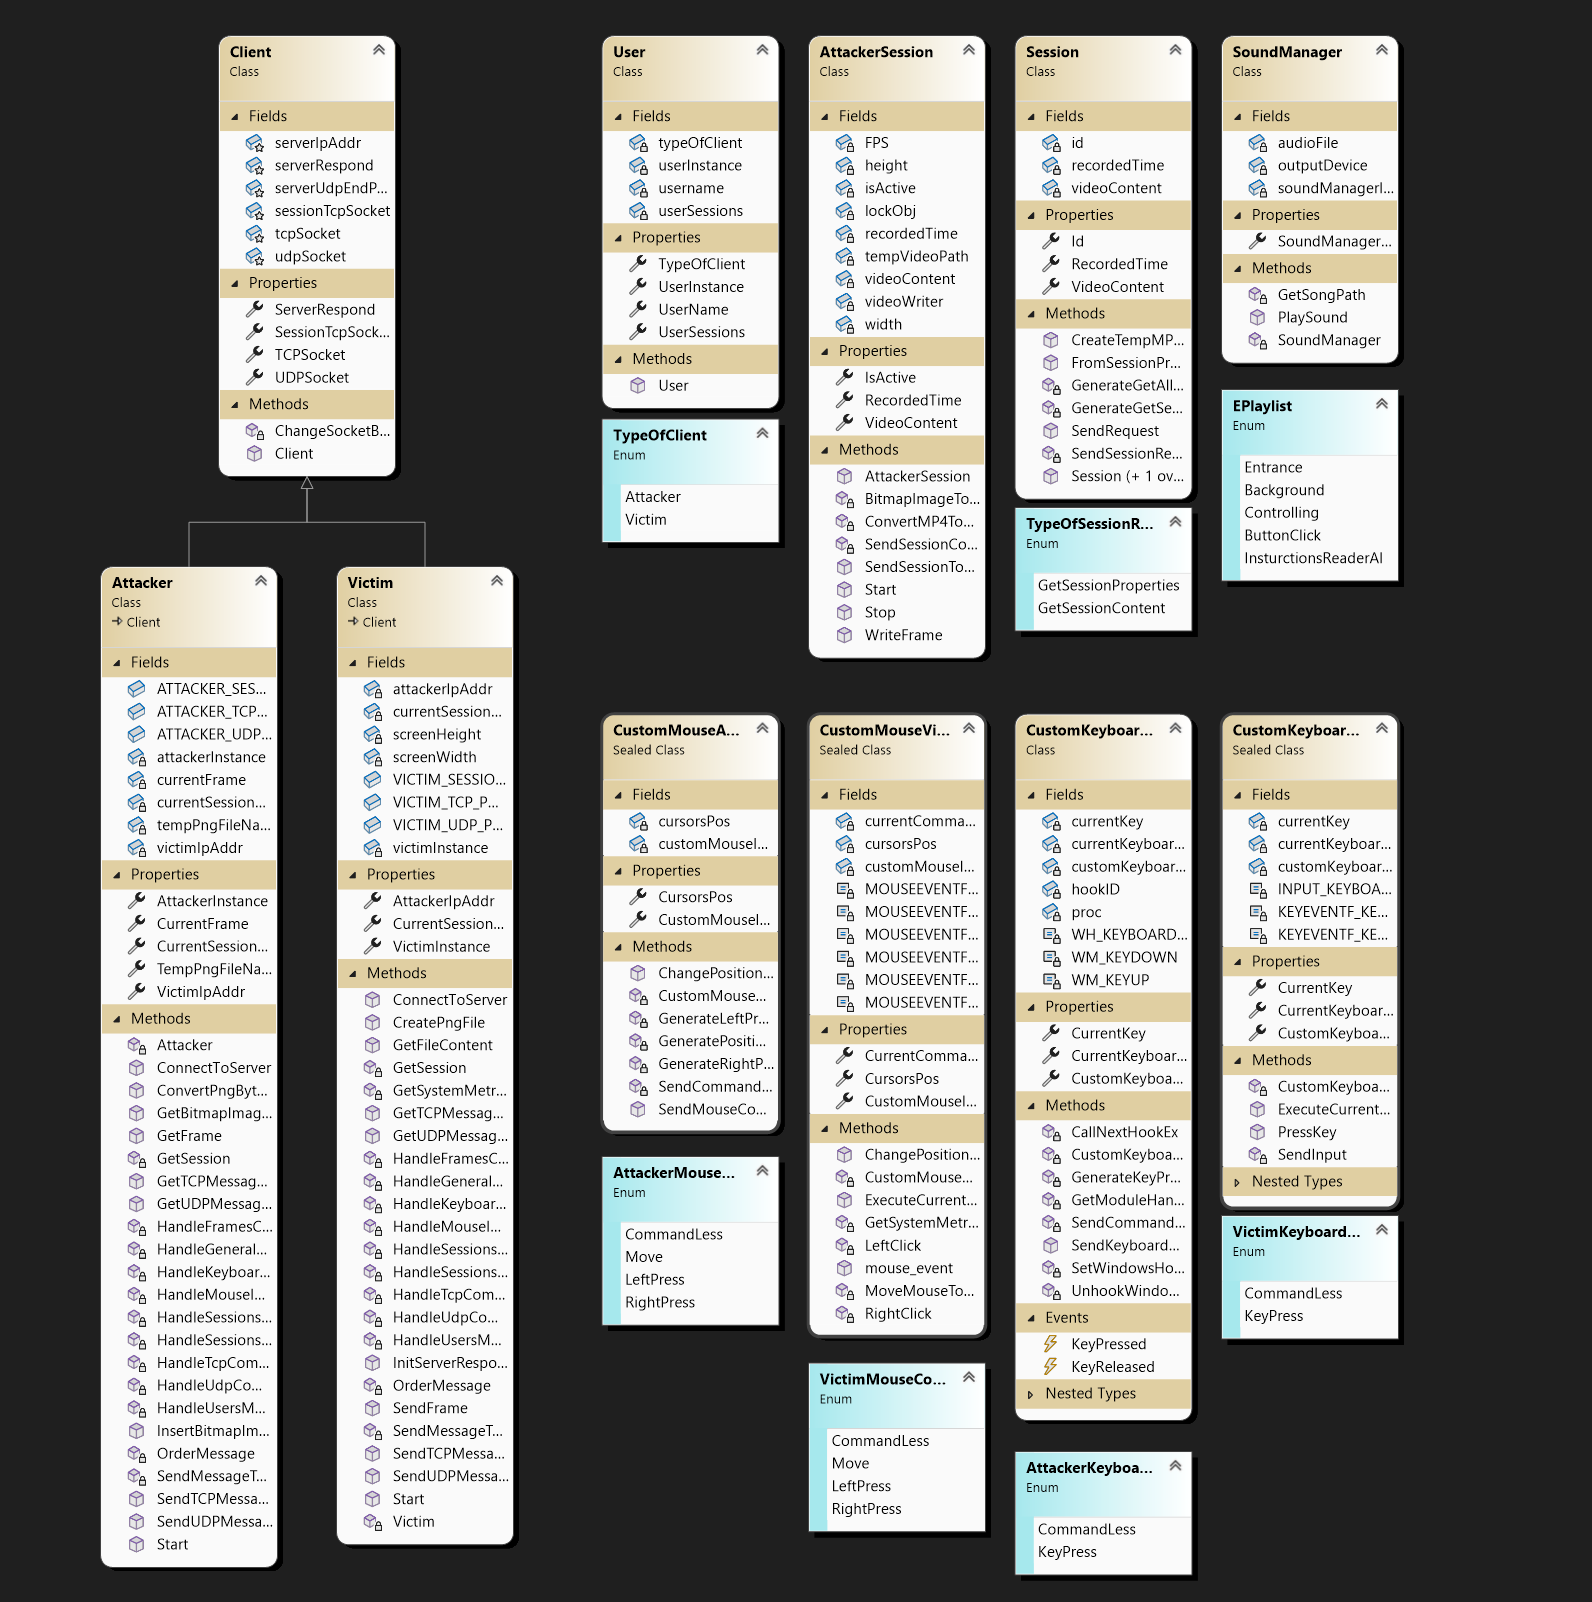 Client
Class
Fields
serverIpAddr
serverRespond
serverUdpEndP...
sessionTcpSocket
tcpSocket
udpSocket
Properties
ServerRespond
SessionTcpSock...
TCPSocket
UDPSocket
Methods
ChangeSocketB...
Client
Attacker
Class
Client
Fields
ATTACKER_SES...
ATTACKER_TCP...
ATTACKER_UDP...
attackerInstance
currentFrame
currentSession...
tempPngFileNa...
victimIpAddr
Properties
AttackerInstance
CurrentFrame
CurrentSession...
TempPngFileNa...
VictimIpAddr
Methods
Attacker
ConnectToServer
ConvertPngByt...
GetBitmapImag...
GetFrame
GetSession
GetTCPMessag...
GetUDPMessag...
HandleFramesC...
HandleGeneral...
HandleKeyboar...
HandleMouseI...
HandleSessions...
HandleSessions...
HandleTcpCom...
HandleUdpCo...
HandleUsersM...
InsertBitmapIm...
OrderMessage
SendMessageT...
SendTCPMessa...
SendUDPMessa...
Start
Victim
Class
Client
Fields
attackerIpAddr
currentSession...
screenHeight
screenWidth
VICTIM_SESSIO...
VICTIM_TCP_P...
VICTIM_UDP_P...
victimInstance
Properties
AttackerIpAddr
CurrentSession...
VictimInstance
Methods
ConnectToServer
CreatePngFile
GetFileContent
GetSession
GetSystemMetr...
GetTCPMessag...
GetUDPMessag...
HandleFramesC...
HandleGeneral...
HandleKeyboar...
HandleMouseI...
HandleSessions...
HandleSessions...
HandleTcpCom...
HandleUdpCo...
HandleUsersM...
InitServerRespo...
OrderMessage
SendFrame
SendMessageT...
SendTCPMessa...
SendUDPMessa...
Start
Victim
User
Class
Fields
typeOfClient
userInstance
username
userSessions
Properties
TypeOfClient
UserInstance
UserName
UserSessions
Methods
User
TypeOfClient
Enum
Attacker
Victim
AttackerSession
Class
Fields
FPS
height
isActive
lockObj
recordedTime
tempVideoPath
videoContent
videoWriter
width
Properties
IsActive
RecordedTime
VideoContent
Methods
AttackerSession
BitmapImageTo...
ConvertMP4To...
SendSessionCo...
SendSessionTo...
Start
Stop
WriteFrame
Session
Class
Fields
id
recordedTime
videoContent
Properties
Id
RecordedTime
VideoContent
Methods
CreateTempMP...
FromSessionPr...
GenerateGetAll...
GenerateGetSe...
SendRequest
SendSessionRe...
Session (+ 1 ov...
TypeOfSessionR...
Enum
GetSessionProperties
GetSessionContent
SoundManager
Class
Fields
audioFile
outputDevice
soundManagerI...
Properties
SoundManager...
Methods
GetSongPath
PlaySound
SoundManager
EPlaylist
Enum
Entrance
Background
Controlling
ButtonClick
InsturctionsReaderAI
CustomMouseA...
Sealed Class
Fields
cursorsPos
customMouseI...
Properties
CursorsPos
CustomMouseI...
Methods
ChangePosition...
CustomMouse...
GenerateLeftPr...
GeneratePositi...
GenerateRightP...
SendCommand...
SendMouseCo...
AttackerMouse...
Enum
CommandLess
Move
LeftPress
RightPress
CustomMouseVi...
Sealed Class
Fields
currentComma...
cursorsPos
customMouseI...
MOUSEEVENTF...
MOUSEEVENTF...
MOUSEEVENTF...
MOUSEEVENTF...
MOUSEEVENTF...
MOUSEEVENTF...
Properties
CurrentComma...
CursorsPos
CustomMouseI...
Methods
ChangePosition...
CustomMouse...
ExecuteCurrent...
GetSystemMetr...
LeftClick
mouse_event
MoveMouseTo...
RightClick
VictimMouseCo...
Enum
CommandLess
Move
LeftPress
RightPress
CustomKeyboar...
Class
Fields
currentKey
currentKeyboar...
customKeyboar...
hookID
proc
WH_KEYBOARD...
WM_KEYDOWN
WM_KEYUP
Properties
CurrentKey
CurrentKeyboar...
CustomKeyboa...
Methods
CallNextHookEx
CustomKeyboa...
GenerateKeyPr...
GetModuleHan...
SendCommand...
SendKeyboard...
SetWindowsHo...
UnhookWindo...
Events
KeyPressed
KeyReleased
Nested Types
AttackerKeyboa...
Enum
CommandLess
KeyPress
CustomKeyboar...
Sealed Class
Fields
currentKey
currentKeyboar...
customKeyboar...
INPUT_KEYBOA...
KEYEVENTF_KE...
KEYEVENTF_KE...
Properties
CurrentKey
CurrentKeyboar...
CustomKeyboa...
Methods
CustomKeyboa...
ExecuteCurrent...
PressKey
SendInput
Nested Types
VictimKeyboard...
Enum
CommandLess
KeyPress